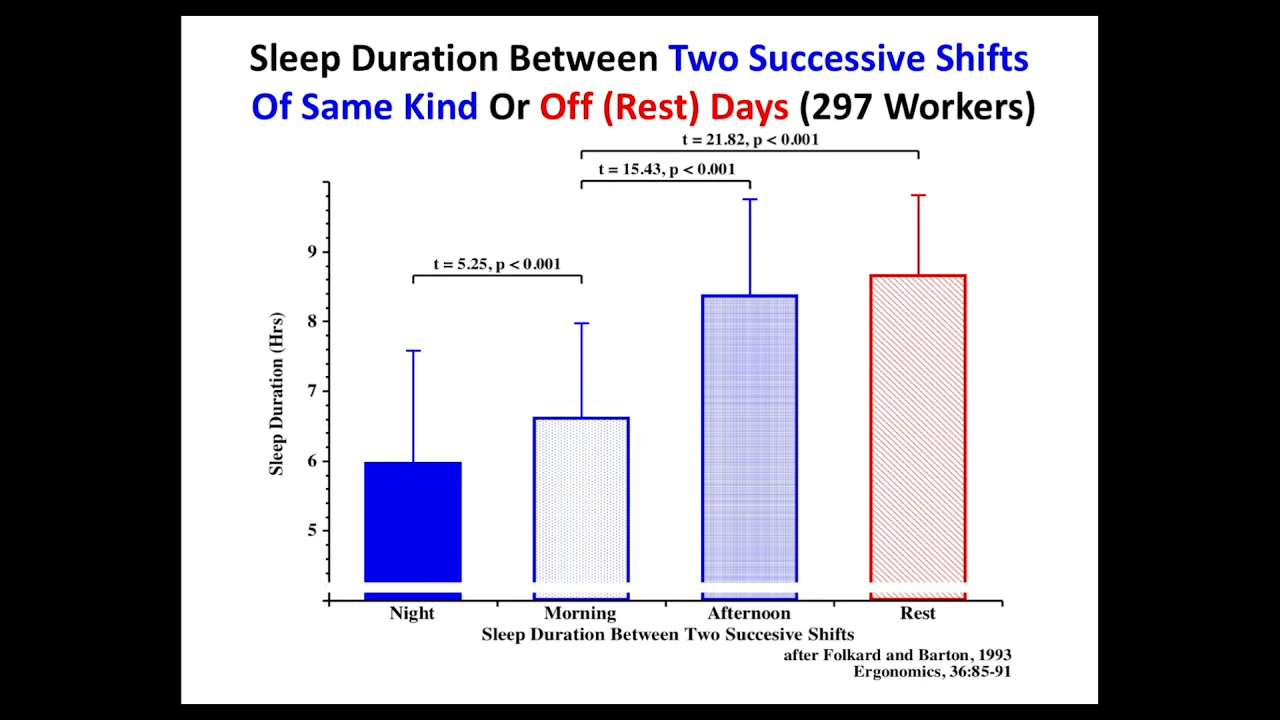 Sleep Duration Between Two Successive Shifts
Of Same Kind Or Off (Rest) Days (297 Workers)
t = 21.82, p < 0.001
t = 15.43, p < 0.001
t = 5.25, p < 0.001
9
8
7
6
5
Sleep Duration (Hrs)
Night Morning Afternoon Rest
Sleep Duration Between Two Succesive Shifts
after Folkard and Barton, 1993
Ergonomics, 36:85-91